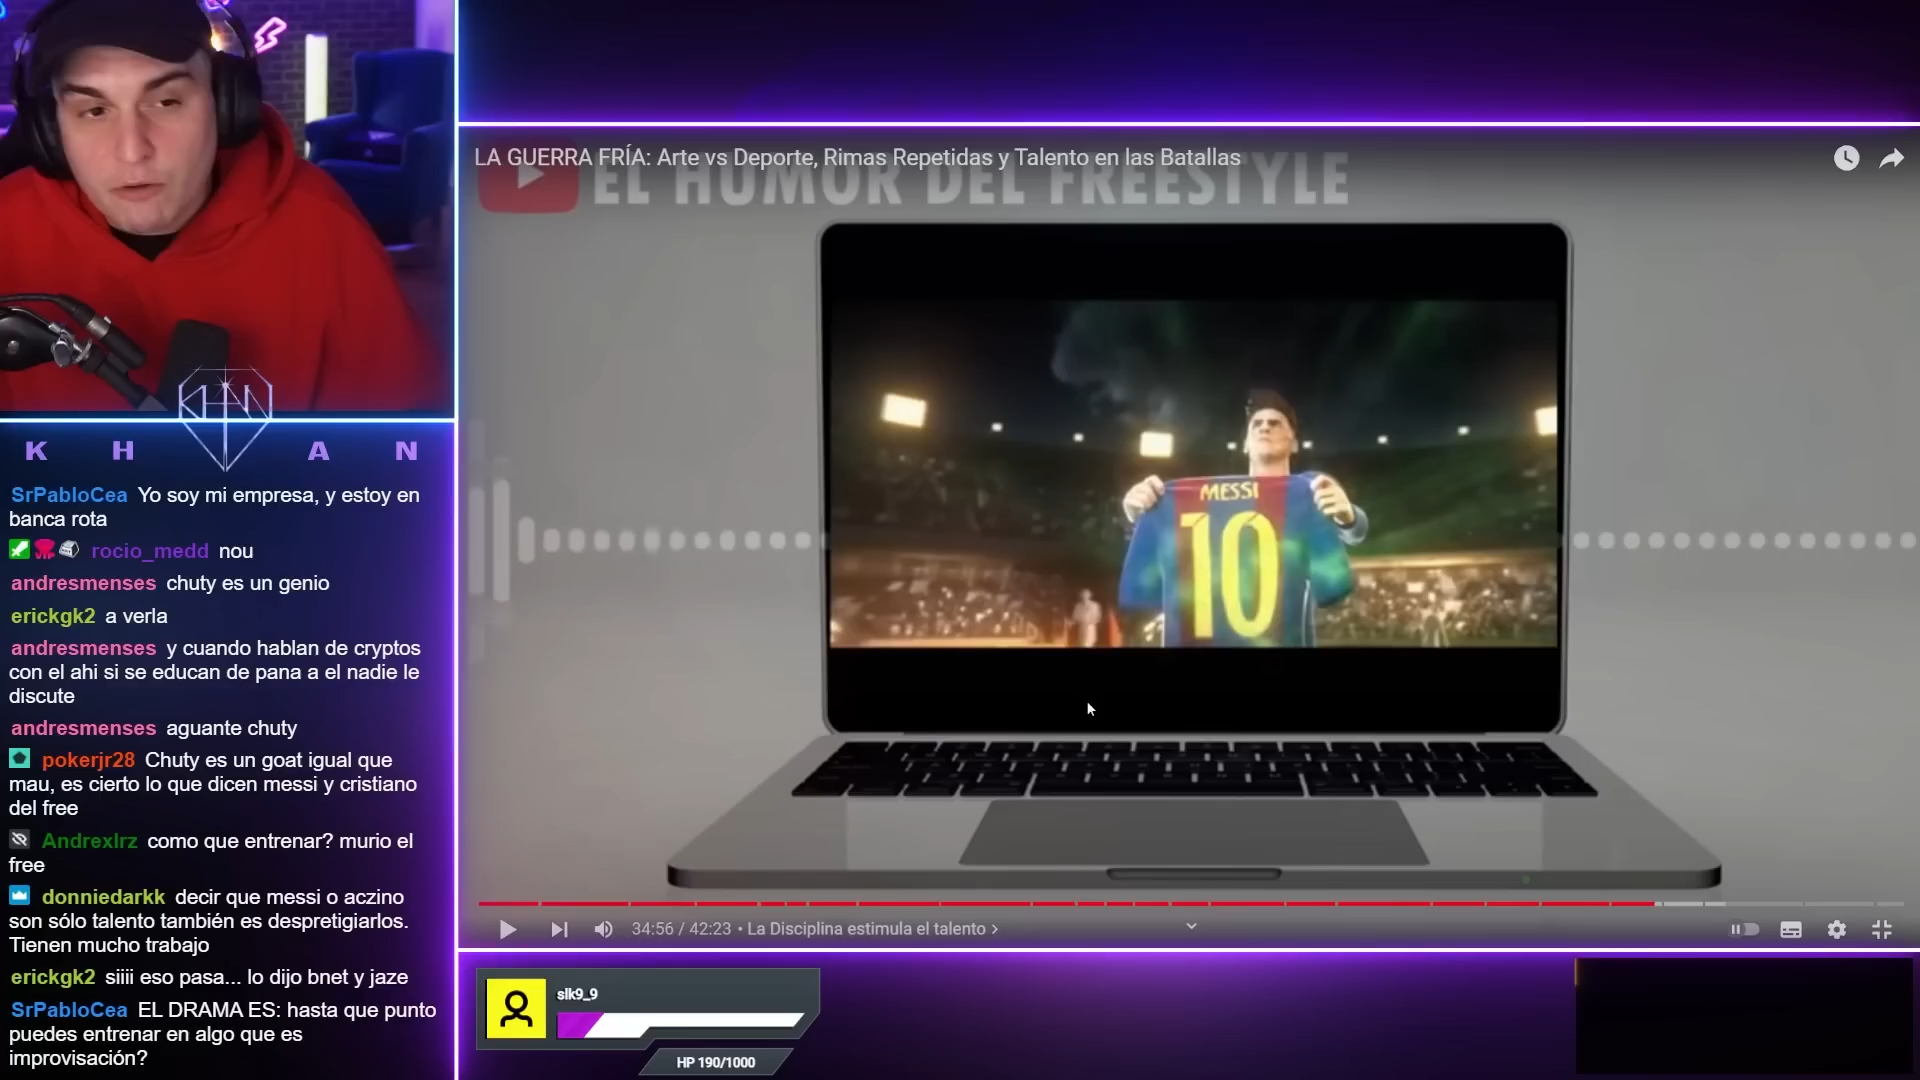 K H A N
SrPabloCea Yo soy mi empresa, y estoy en
banca rota
rocio_medd nou
andresmenses chuty es un genio
erickgk2 a verla
andresmenses y cuando hablan de cryptos
con el ahi si se educan de pana a el nadie le
discute
andresmenses aguante chuty
pokerjr28 Chuty es un goat igual que
mau, es cierto lo que dicen messi y cristiano
del free
Andrexlrz como que entrenar? murio el
free
donniedarkk decir que messi o aczino
son sólo talento también es despretigiarlos.
Tienen mucho trabajo
erickgk2 siiii eso pasa... lo dijo bnet y jaze
SrPabloCea EL DRAMA ES: hasta que punto
puedes entrenar en algo que es
improvisación?
LA GUERRA FRÍA: Arte vs Deporte, Rimas Repetidas y Talento en las Batallas
EL HUMOR DEL FREESTYLE
MESSI
10
34:56 / 42:23 • La Disciplina estimula el talento >
slk9_9
HP 190/1000